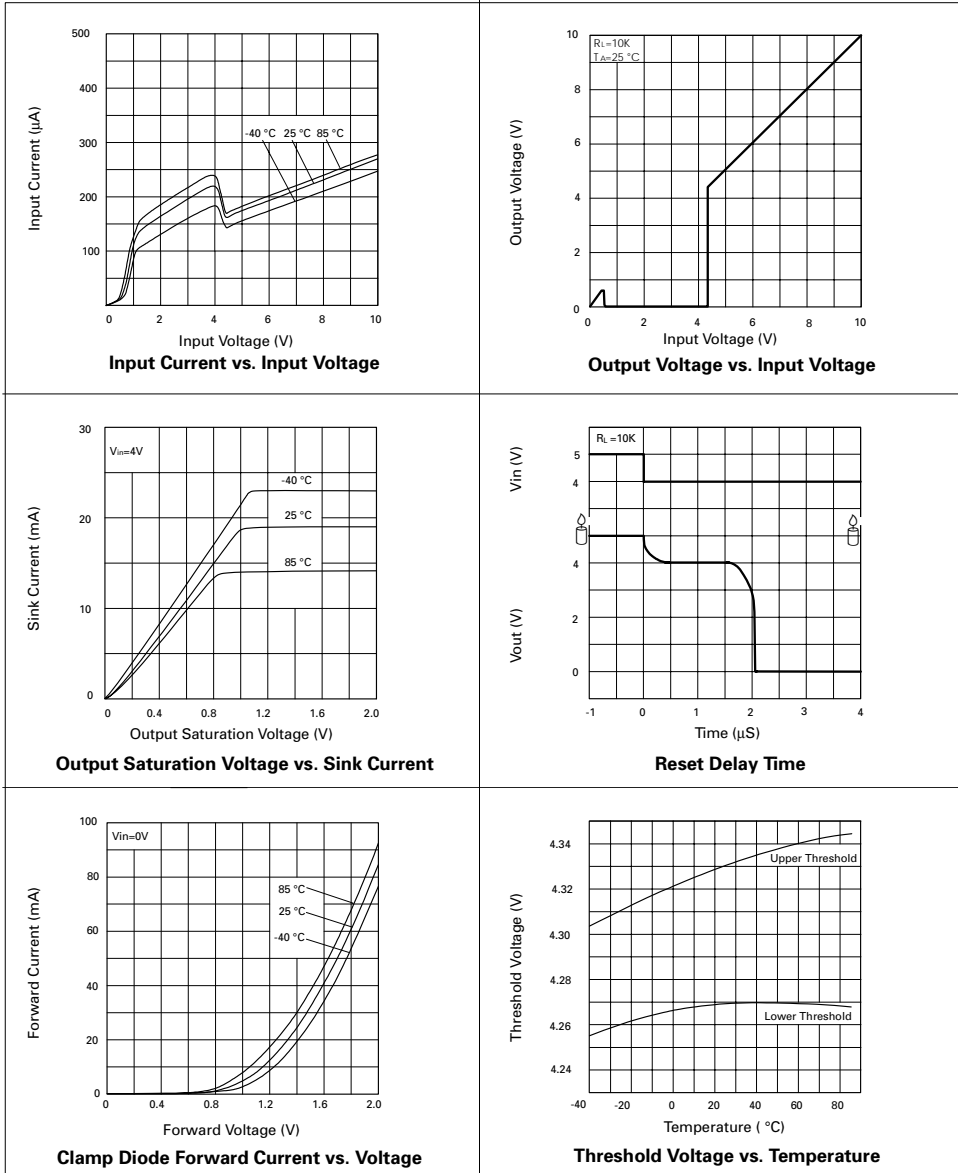 500
400
300
200
100
Input Current (μA)
-40 °C 25 °C 85 °C
0 2 4 6 8 10
Input Voltage (V)
Input Current vs. Input Voltage
10
8
6
4
2
0
Output Voltage (V)
RL=10K
TA=25 °C
0 2 4 6 8 10
Input Voltage (V)
Output Voltage vs. Input Voltage
30
20
10
0
Sink Current (mA)
Vin=4V
-40 °C
25 °C
85 °C
0 0.4 0.8 1.2 1.6 2.0
Output Saturation Voltage (V)
Output Saturation Voltage vs. Sink Current
RL=10K
5
4
Vin (V)
4
2
0
Vout (V)
-1 0 1 2 3 4
Time (μS)
Reset Delay Time
100
80
60
40
20
0
Forward Current (mA)
Vin=0V
85 °C
25 °C
-40 °C
0.4 0.8 1.2 1.6 2.0
Forward Voltage (V)
Clamp Diode Forward Current vs. Voltage
4.34
4.32
4.30
4.28
4.26
4.24
Threshold Voltage (V)
Upper Threshold
Lower Threshold
-40 -20 0 20 40 60 80
Temperature ( °C)
Threshold Voltage vs. Temperature